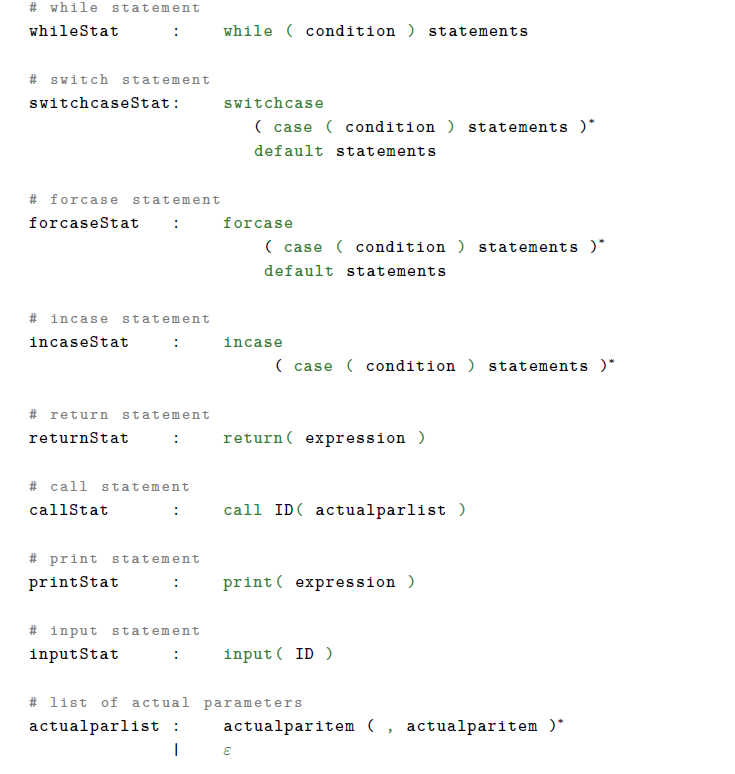 # while statement
whileStat : while ( condition ) statements
# switch statement
switchcaseStat: switchcase
( case ( condition ) statements )*
default statements
# forcase statement
forcaseStat : forcase
( case ( condition ) statements )*
default statements
# incase statement
incaseStat : incase
( case ( condition ) statements )*
# return statement
returnStat : return( expression )
# call statement
callStat : call ID( actualparlist )
# print statement
printStat : print( expression )
# input statement
inputStat : input( ID )
# list of actual parameters
actualparlist : actualparitem ( , actualparitem )*
| ε